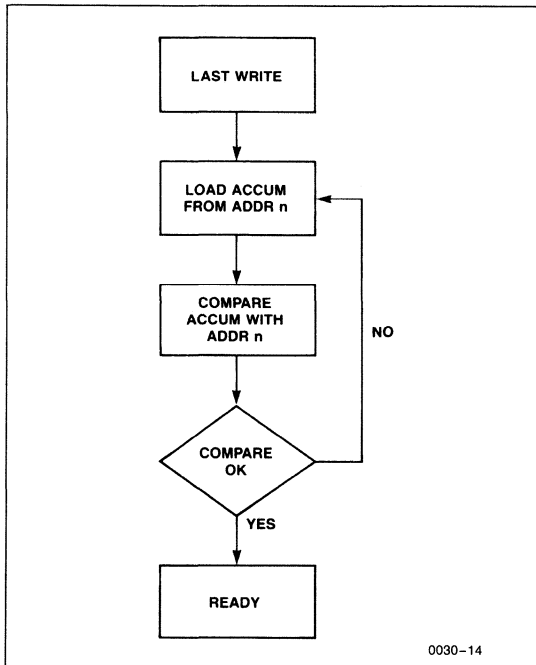 LAST WRITE
LOAD ACCUM
FROM ADDR n
COMPARE
ACCUM WITH
ADDR n
NO
COMPARE
OK
YES
READY
0030–14